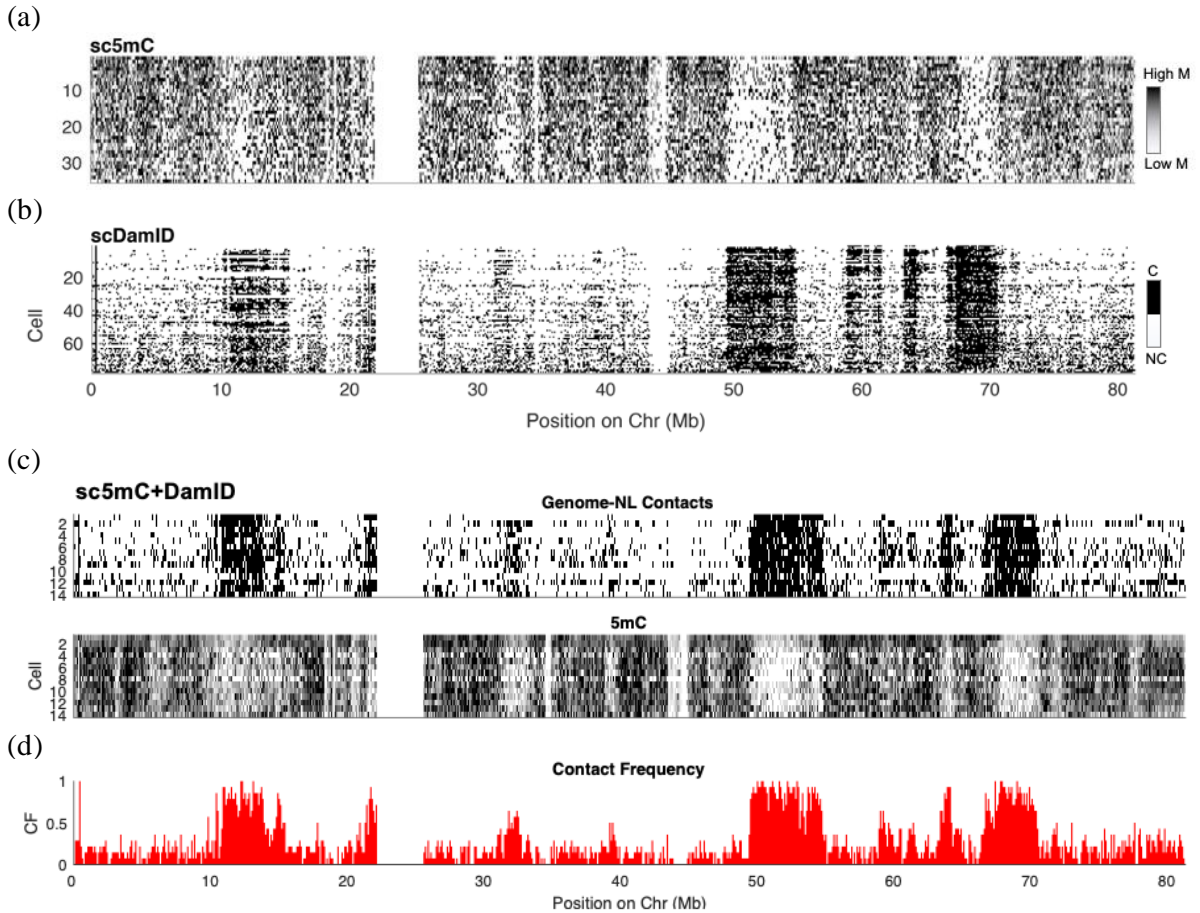 (a)
sc5mC
10
20
30
High M
Low M
(b)
scDamID
20
40
60
Cell
C
NC
0 10 20 30 40 50 60 70 80
Position on Chr (Mb)
(c)
sc5mC+DamID
Genome-NL Contacts
2
4
6
8
10
12
14
5mC
2
4
6
8
10
12
14
Cell
(d)
Contact Frequency
1
0.5
0
CF
0 10 20 30 40 50 60 70 80
Position on Chr (Mb)